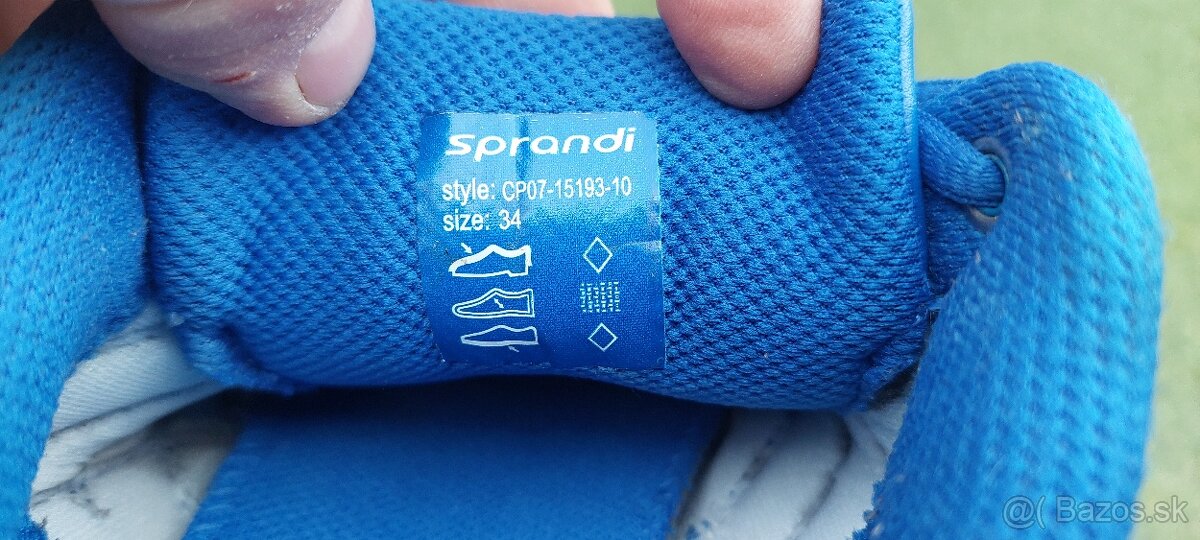 sprandi
style: CP07-15193-10
size: 34
@( Bazos.sk